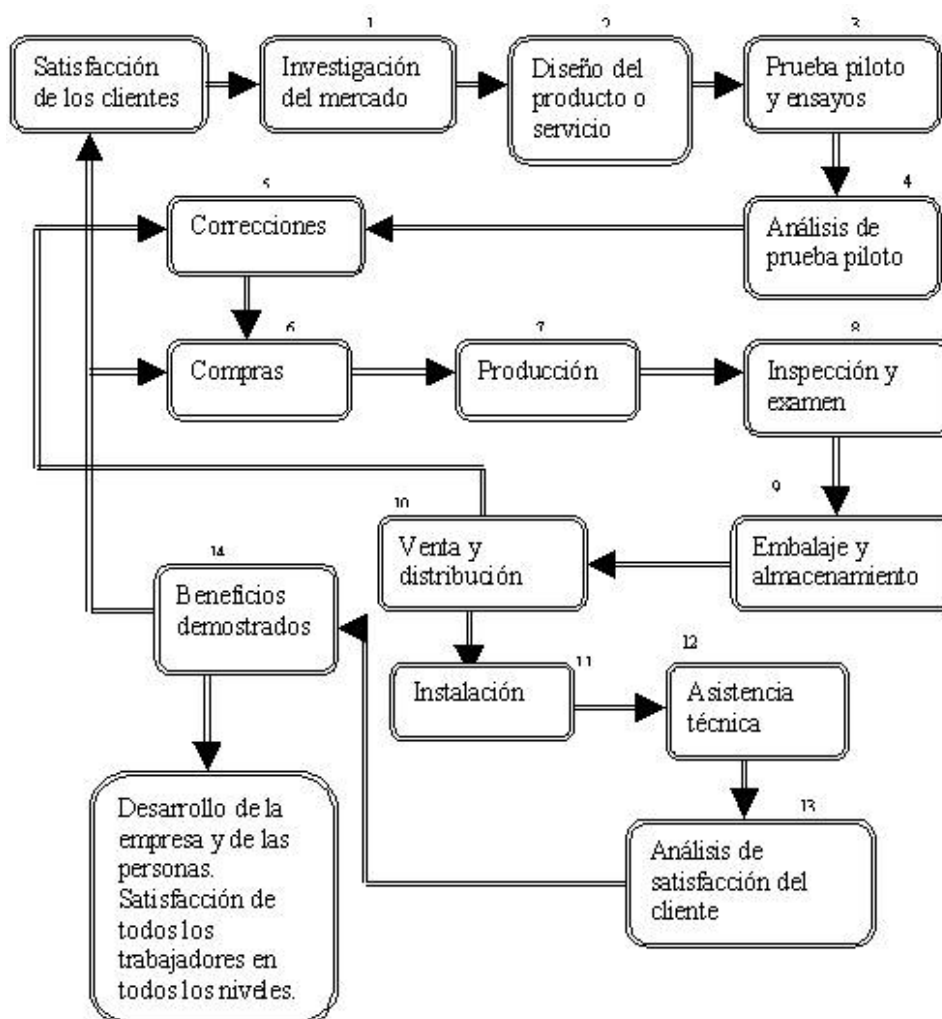 Satisfacción
de los clientes
1
Investigación
del mercado
2
Diseño del
producto o
servicio
3
Prueba piloto
y ensayos
4
Análisis de
prueba piloto
5
Correcciones
6
Compras
7
Producción
8
Inspección y
examen
9
Embalaje y
almacenamiento
10
Venta y
distribución
11
Instalación
12
Asistencia
técnica
13
Análisis de
satisfacción del
cliente
14
Beneficios
demostrados
Desarrollo de la
empresa y de las
personas.
Satisfacción de
todos los
trabajadores en
todos los niveles.